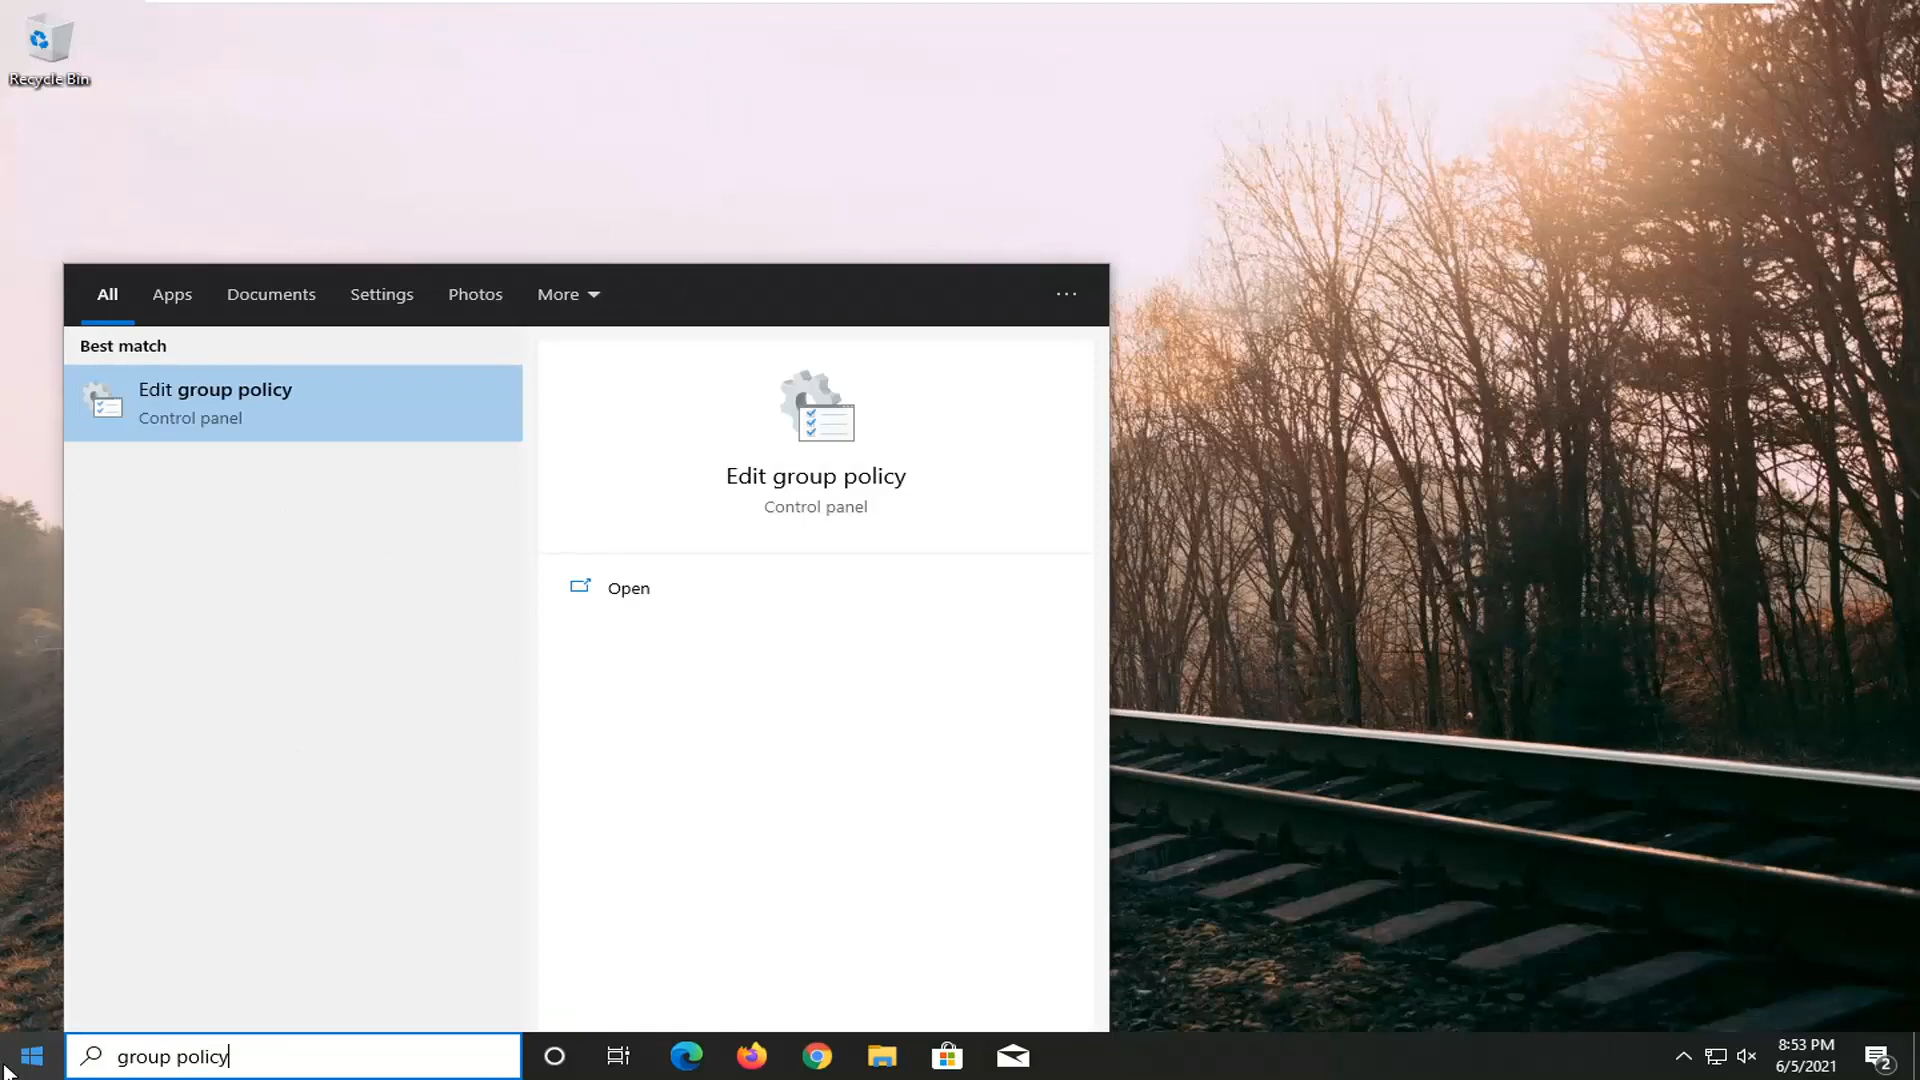 Recycle Bin
All Apps Documents Settings Photos More ...
Best match
Edit group policy
Control panel
Edit group policy
Control panel
Open
group policy
8:53 PM
6/5/2021
2